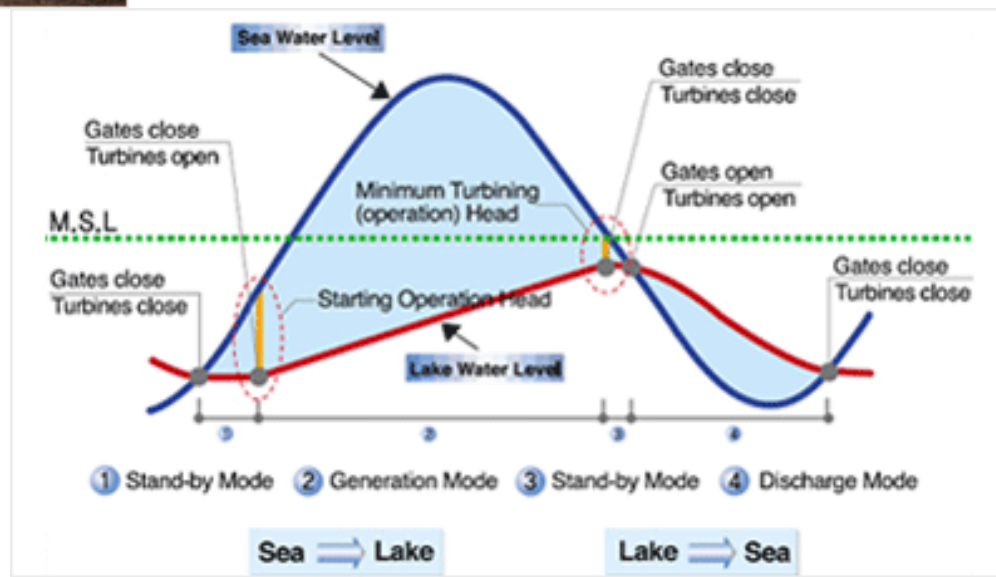 Sea Water Level
Gates close
Turbines close
Gates close
Turbines open
Minimum Turbining
(operation) Head
Gates open
Turbines open
M.S.L
Gates close
Turbines close
Gates close
Turbines close
Starting Operation Head
Lake Water Level
1 2 3 4
1 Stand-by Mode 2 Generation Mode 3 Stand-by Mode 4 Discharge Mode
Sea Lake
Lake Sea